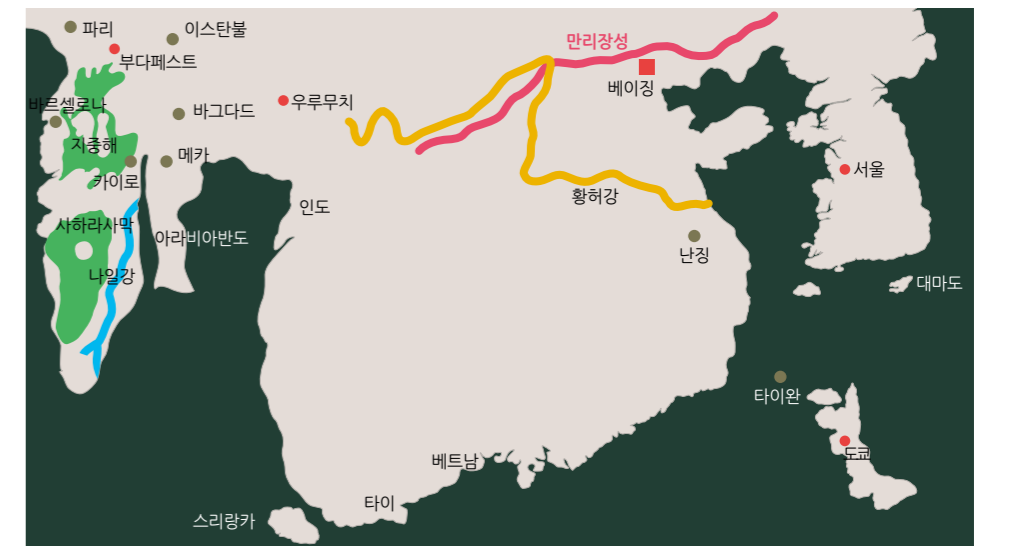 파리
이스탄불
부다페스트
만리장성
베이징
바르셀로나
바그다드
우루무치
지중해
메카
카이로
서울
황허강
인도
사하라사막
아라비아반도
난징
나일강
대마도
타이완
도쿄
베트남
타이
스리랑카